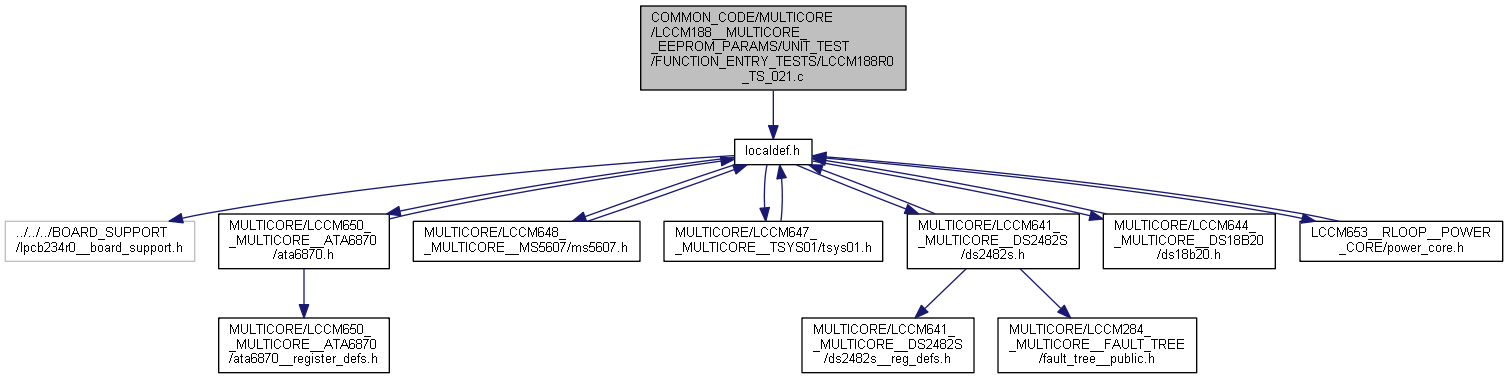 COMMON_CODE/MULTICORE
/LCCM188__MULTICORE_
_EEPROM_PARAMS/UNIT_TEST
/FUNCTION_ENTRY_TESTS/LCCM188R0
_TS_021.c
localdef.h
../../../BOARD_SUPPORT
/lpcb234r0__board_support.h
MULTICORE/LCCM650_
_MULTICORE__ATA6870
/ata6870.h
MULTICORE/LCCM648_
_MULTICORE__MS5607/ms5607.h
MULTICORE/LCCM647_
_MULTICORE__TSYS01/tsys01.h
MULTICORE/LCCM641_
_MULTICORE__DS2482S
/ds2482s.h
MULTICORE/LCCM644_
_MULTICORE__DS18B20
/ds18b20.h
LCCM653__RLOOP__POWER
_CORE/power_core.h
MULTICORE/LCCM650_
_MULTICORE__ATA6870
/ata6870__register_defs.h
MULTICORE/LCCM641_
_MULTICORE__DS2482S
/ds2482s__reg_defs.h
MULTICORE/LCCM284_
_MULTICORE__FAULT_TREE
/fault_tree__public.h